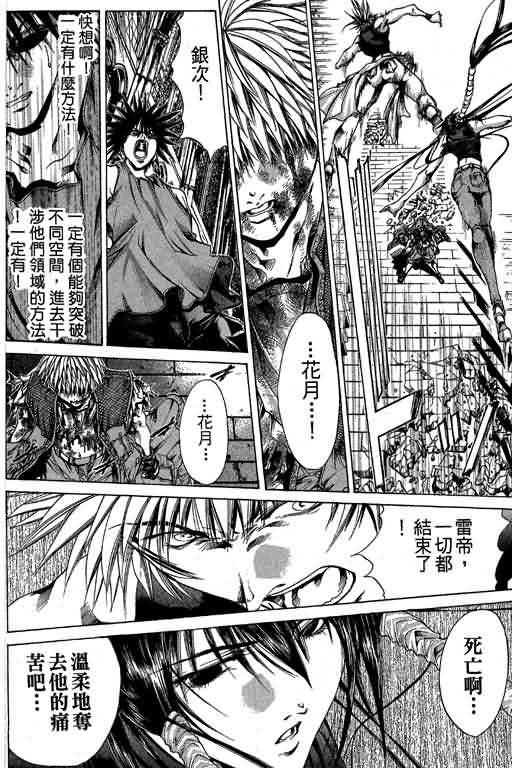 …花月…！
銀次！
快想啊！
一定有什麼方法！
一定有個能夠突破
不同空間，進去干
涉他們領域的方法
！一定有！
…花月…
雷帝，
一切都
結束了
！
死亡啊…
溫柔地奪
去他的痛
苦吧…